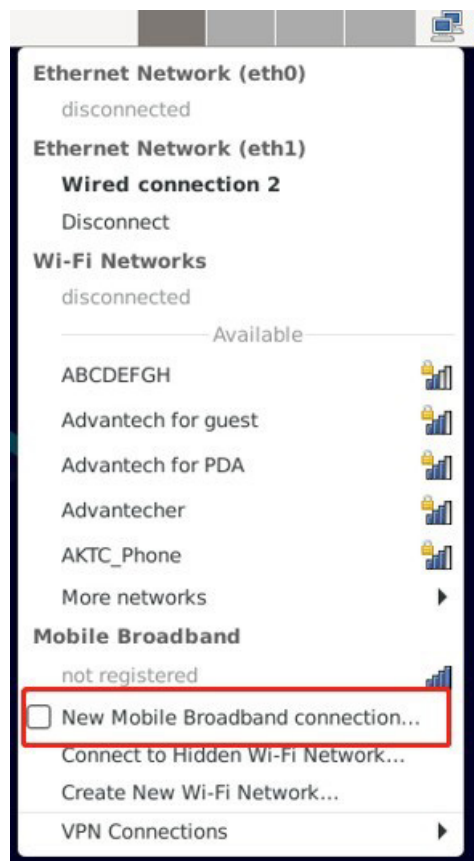 Ethernet Network (eth0)
disconnected
Ethernet Network (eth1)
Wired connection 2
Disconnect
Wi-Fi Networks
disconnected
Available
ABCDEFGH
Advantech for guest
Advantech for PDA
Advantecher
AKTC_Phone
More networks
Mobile Broadband
not registered
New Mobile Broadband connection...
Connect to Hidden Wi-Fi Network...
Create New Wi-Fi Network...
VPN Connections